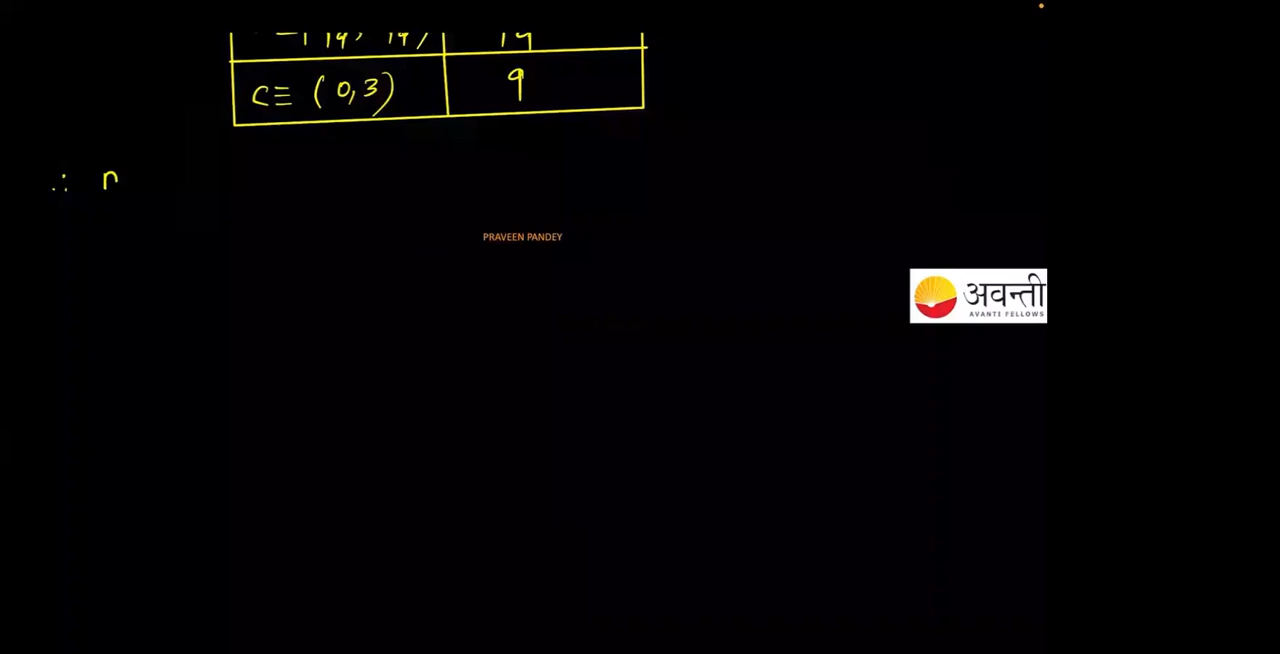 C ≡ (0,3) 9
∴ n
PRAVEEN PANDEY
अवन्ती
AVANTI FELLOWS